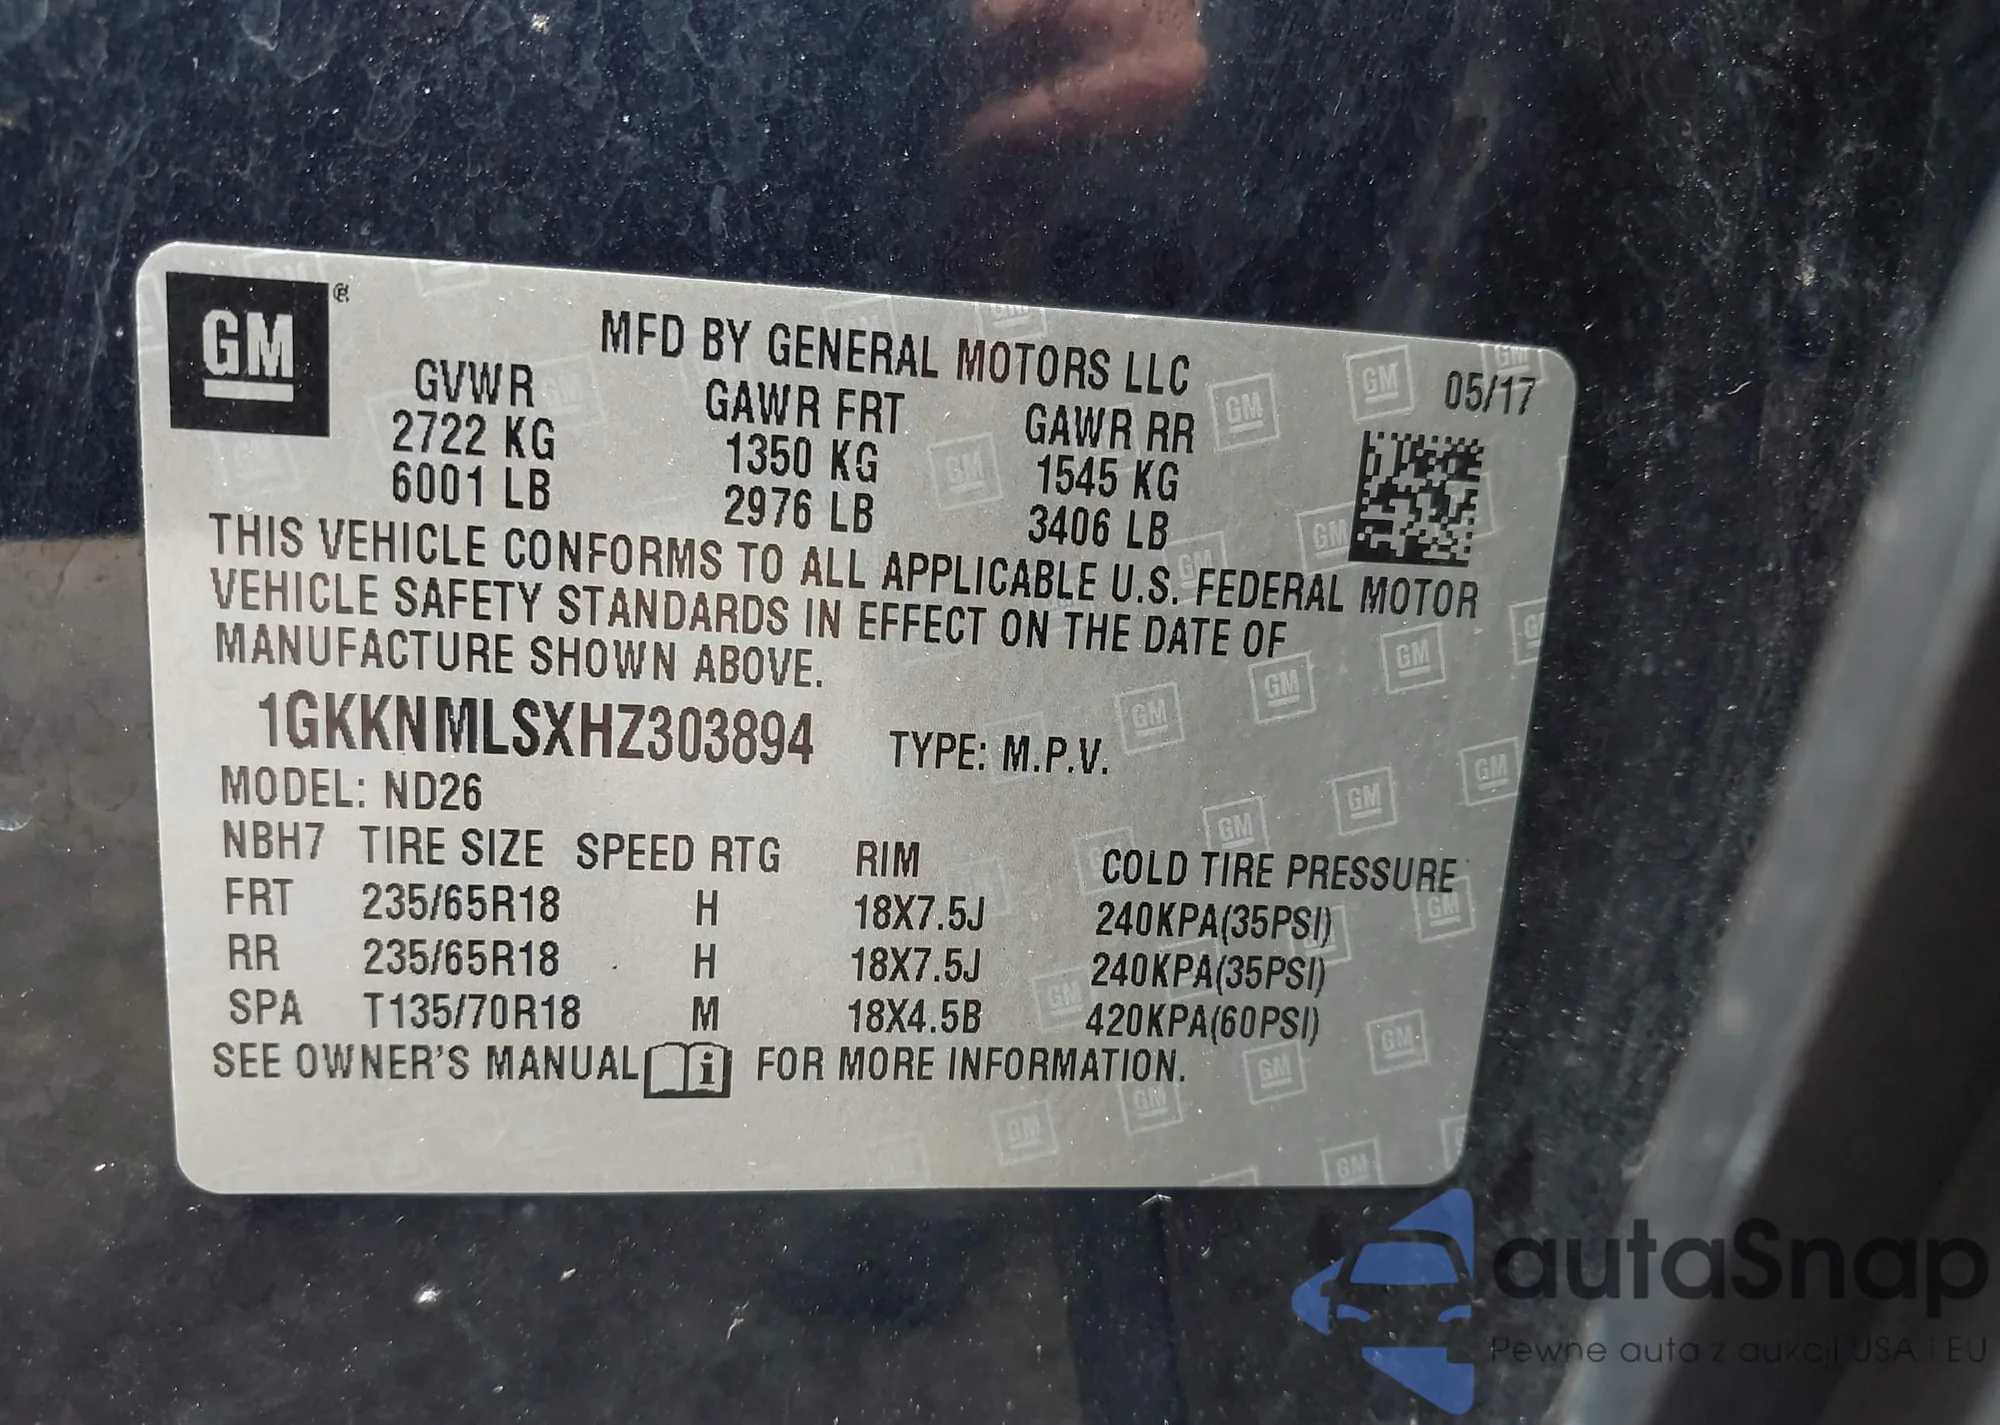 GM ®
MFD BY GENERAL MOTORS LLC
05/17
GVWR GAWR FRT GAWR RR
2722 KG 1350 KG 1545 KG
6001 LB 2976 LB 3406 LB
THIS VEHICLE CONFORMS TO ALL APPLICABLE U.S. FEDERAL MOTOR
VEHICLE SAFETY STANDARDS IN EFFECT ON THE DATE OF
MANUFACTURE SHOWN ABOVE.
1GKKNMLSXHZ303894 TYPE: M.P.V.
MODEL: ND26
NBH7 TIRE SIZE SPEED RTG RIM COLD TIRE PRESSURE
FRT 235/65R18 H 18X7.5J 240KPA(35PSI)
RR 235/65R18 H 18X7.5J 240KPA(35PSI)
SPA T135/70R18 M 18X4.5B 420KPA(60PSI)
SEE OWNER'S MANUAL i FOR MORE INFORMATION.
autaSnap
Pewne auta z aukcji USA i EU